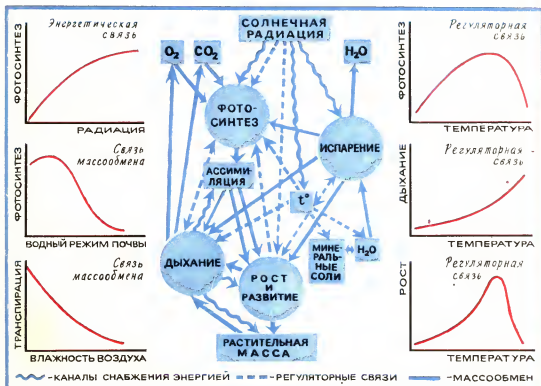 Энергетическая
связь
ФОТОСИНТЕЗ
РАДИАЦИЯ
Связь
массообмена
ФОТОСИНТЕЗ
ВОДНЫЙ РЕЖИМ ПОЧВЫ
Связь
массообмена
ТРАНСПИРАЦИЯ
ВЛАЖНОСТЬ ВОЗДУХА
СОЛНЕЧНАЯ
РАДИАЦИЯ
O2
CO2
H2O
ФОТО-
СИНТЕЗ
ИСПАРЕНИЕ
АССИМИ-
ЛЯЦИЯ
t°
ДЫХАНИЕ
РОСТ
И
РАЗВИТИЕ
МИНЕ-
РАЛЬНЫЕ
СОЛИ
H2O
РАСТИТЕЛЬНАЯ
МАССА
Регуляторная
связь
ФОТОСИНТЕЗ
ТЕМПЕРАТУРА
Регуляторная
связь
ДЫХАНИЕ
ТЕМПЕРАТУРА
Регуляторная
связь
РОСТ
ТЕМПЕРАТУРА
-КАНАЛЫ СНАБЖЕНИЯ ЭНЕРГИЕЙ
-РЕГУЛЯТОРНЫЕ СВЯЗИ
-МАССООБМЕН